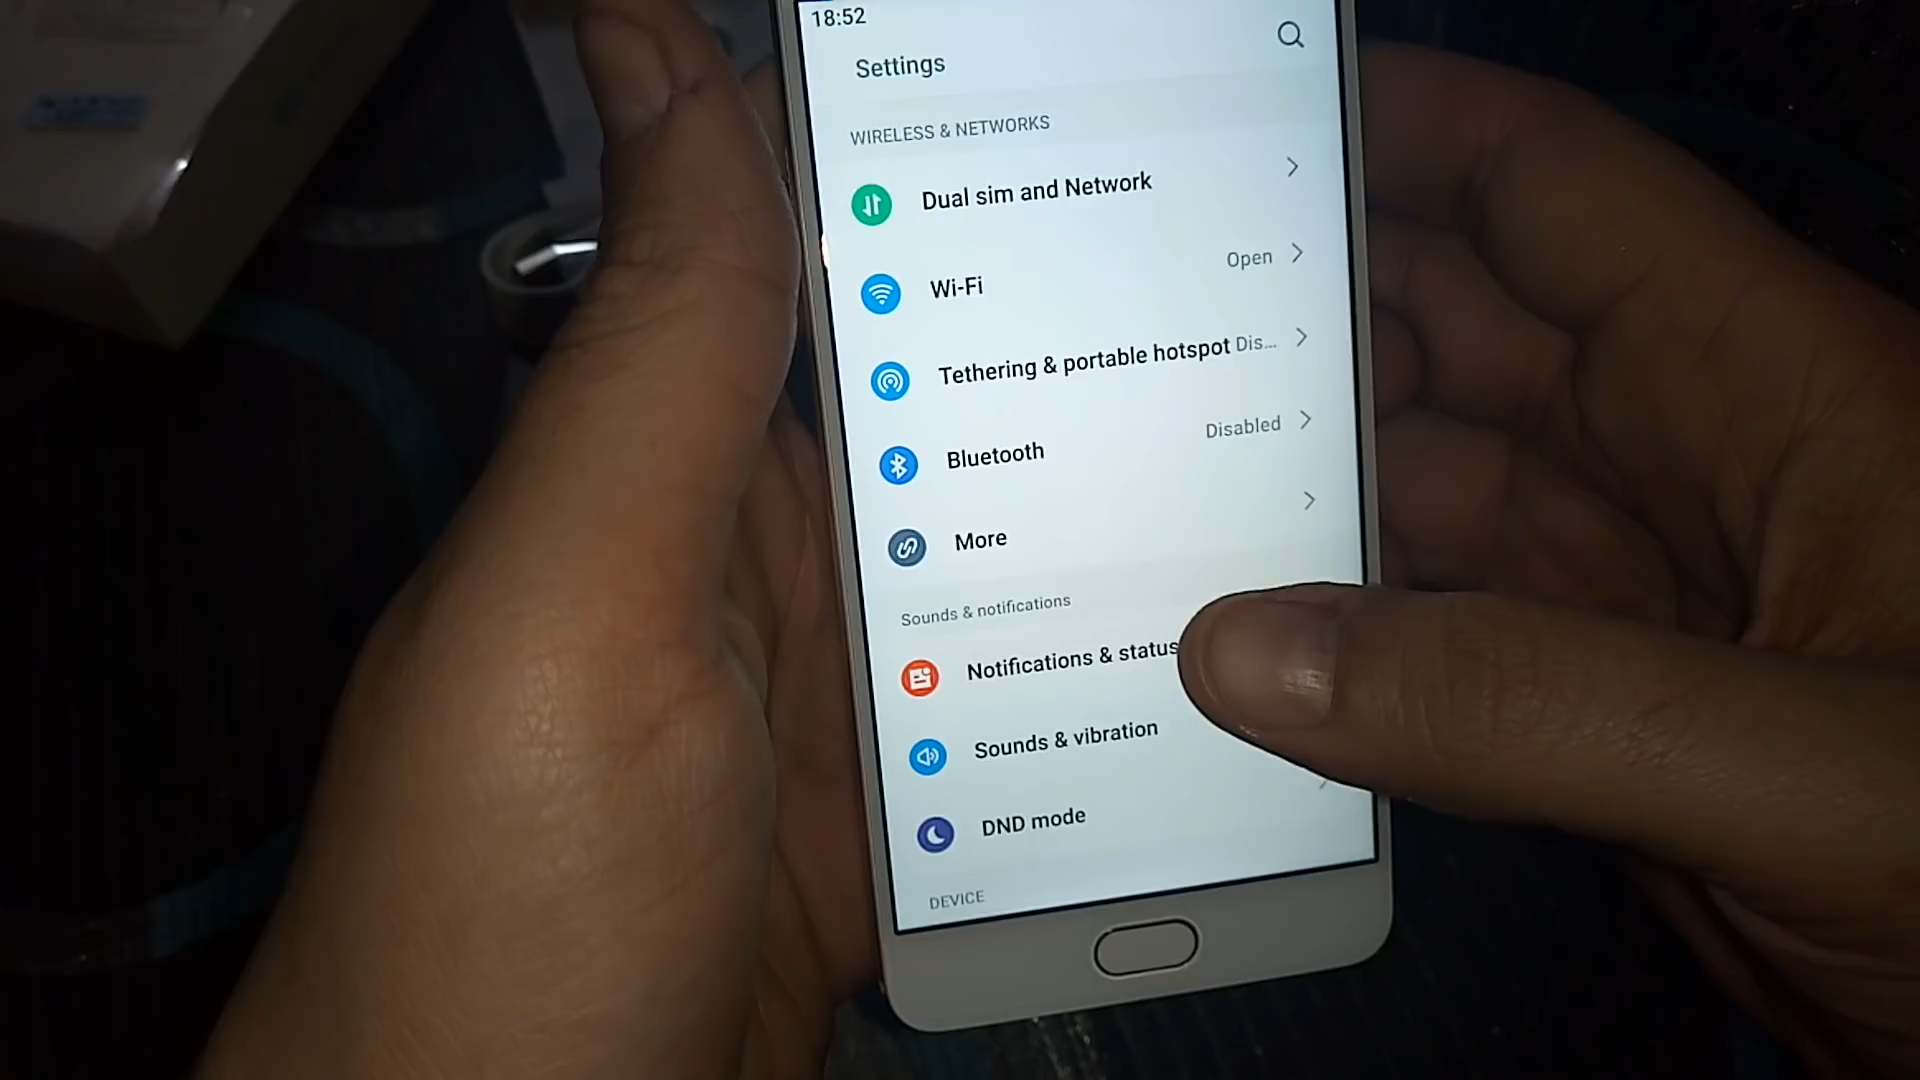 18:52
Settings
WIRELESS & NETWORKS
Dual sim and Network
Wi-Fi Open
Tethering & portable hotspot Dis...
Bluetooth Disabled
More
Sounds & notifications
Notifications & status
Sounds & vibration
DND mode
DEVICE